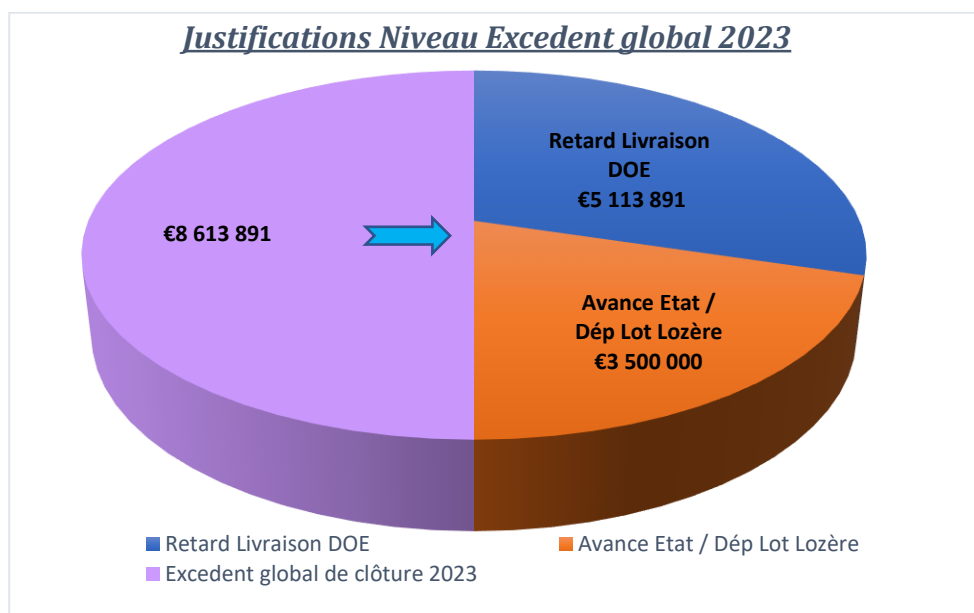 Justifications Niveau Excedent global 2023
Retard Livraison
DOE
€5 113 891
€8 613 891
Avance Etat /
Dép Lot Lozère
€3 500 000
Retard Livraison DOE
Avance Etat / Dép Lot Lozère
Excedent global de clôture 2023